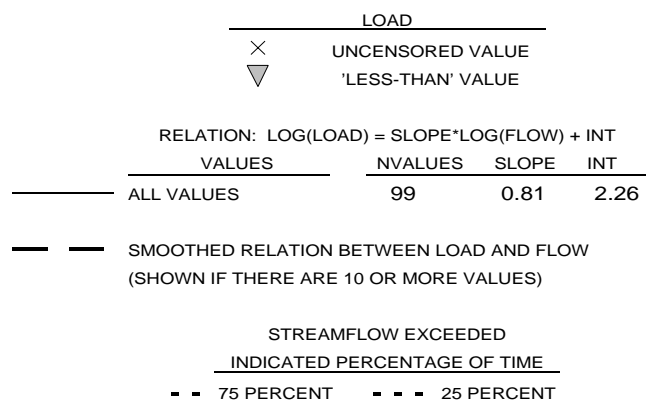 LOAD
UNCENSORED VALUE
'LESS-THAN' VALUE
RELATION: LOG(LOAD) = SLOPE*LOG(FLOW) + INT
VALUES NVALUES SLOPE INT
ALL VALUES 99 0.81 2.26
SMOOTHED RELATION BETWEEN LOAD AND FLOW
(SHOWN IF THERE ARE 10 OR MORE VALUES)
STREAMFLOW EXCEEDED
INDICATED PERCENTAGE OF TIME
75 PERCENT 25 PERCENT